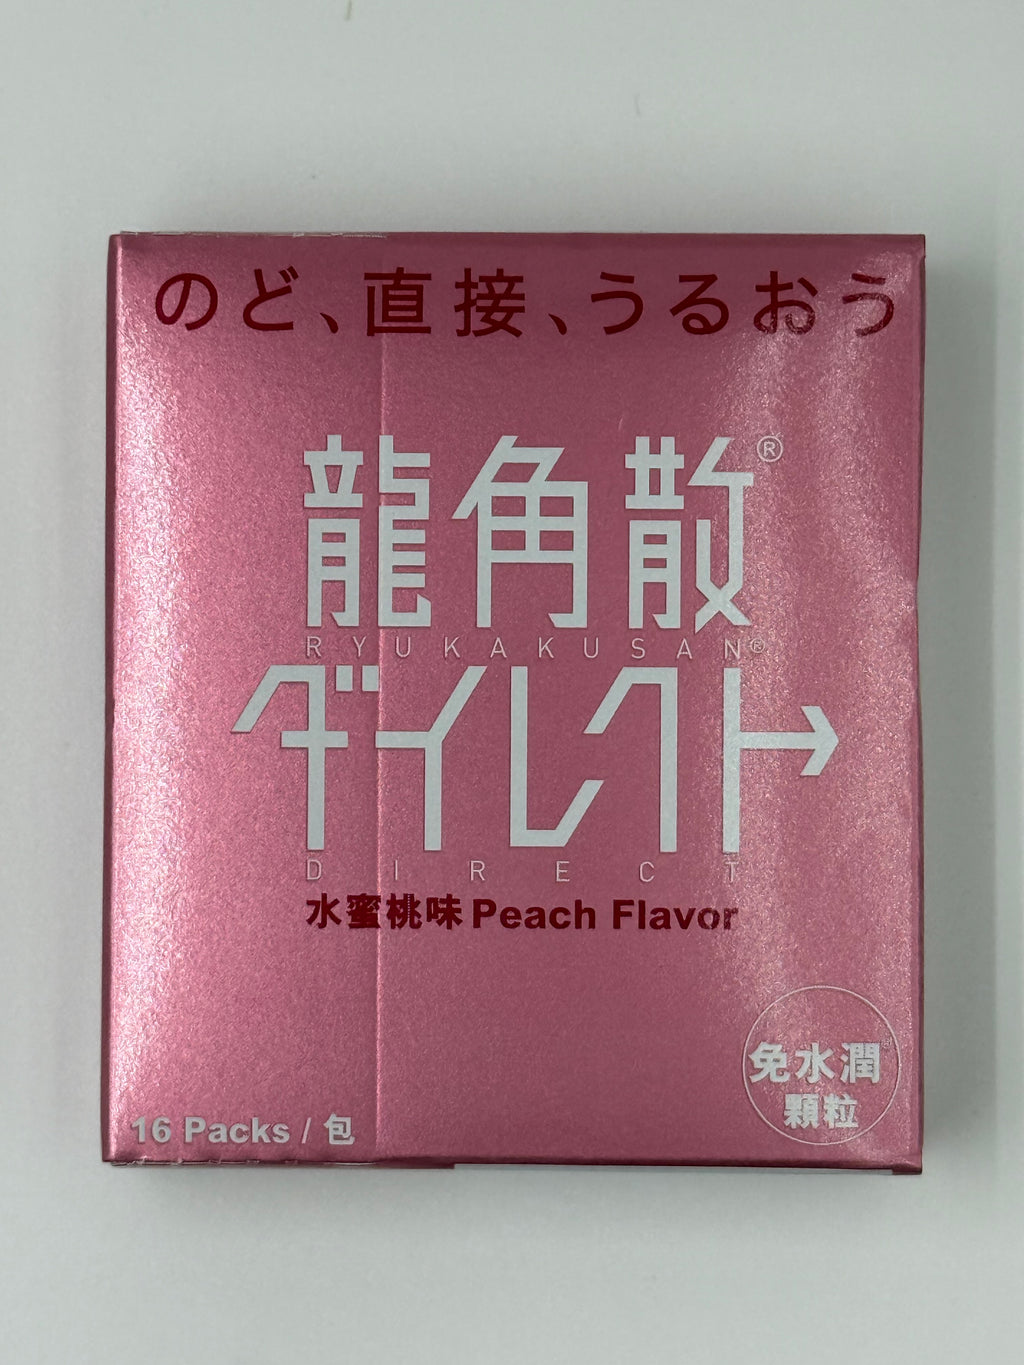 のど、直接、うるおう
龍角散®
RYUKAKUSAN®
ダイレクト
DIRECT
水蜜桃味 Peach Flavor
免水潤
顆粒
16 Packs / 包